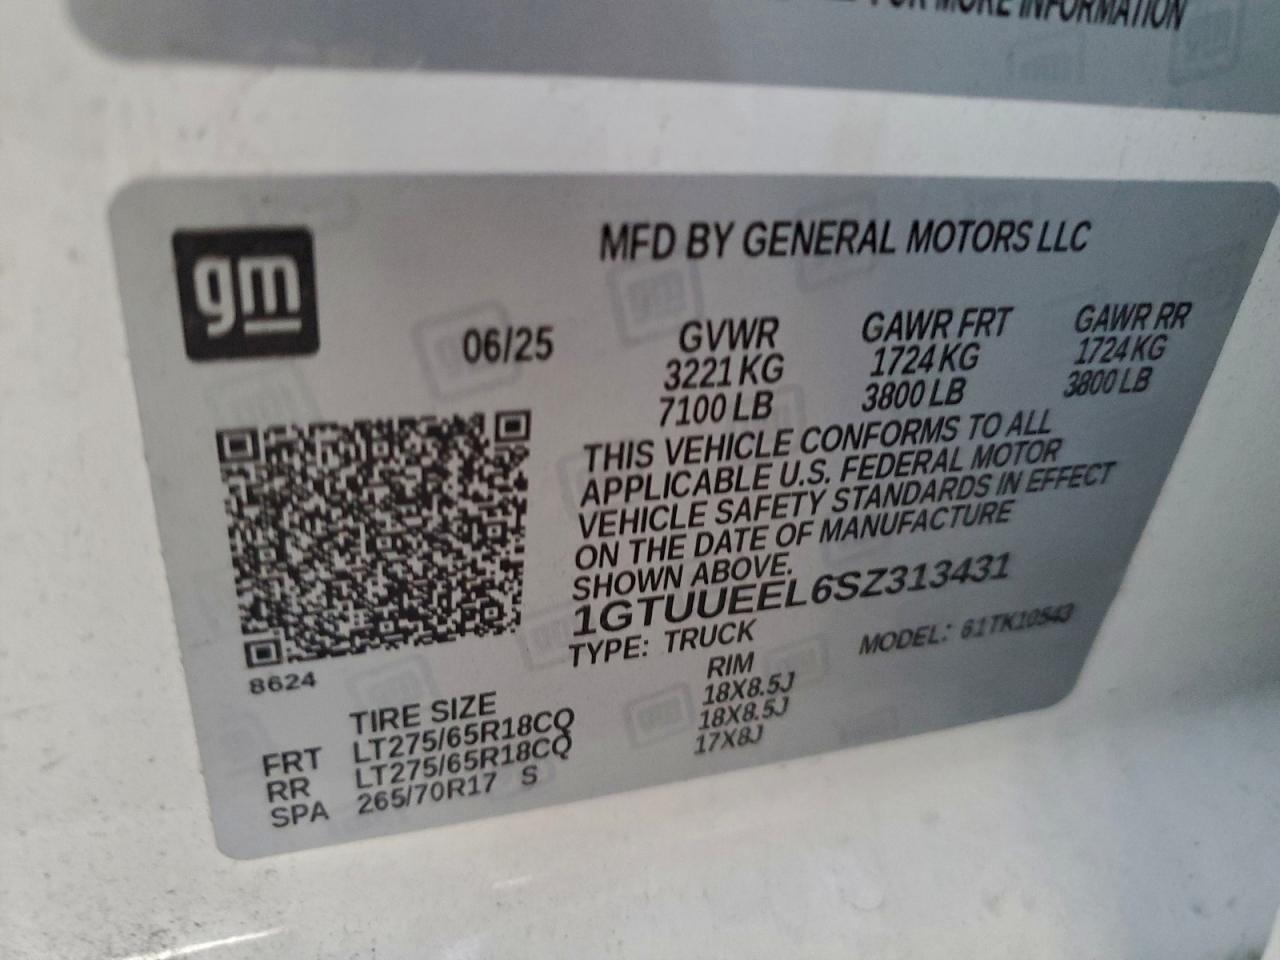 FOR MORE INFORMATION
gm
MFD BY GENERAL MOTORS LLC
06/25
GVWR GAWR FRT GAWR RR
3221 KG 1724 KG 1724 KG
7100 LB 3800 LB 3800 LB
THIS VEHICLE CONFORMS TO ALL
APPLICABLE U.S. FEDERAL MOTOR
VEHICLE SAFETY STANDARDS IN EFFECT
ON THE DATE OF MANUFACTURE
SHOWN ABOVE.
1GTUUEEL6SZ313431
TYPE: TRUCK MODEL: 61TK10543
8624
TIRE SIZE RIM
FRT LT275/65R18CQ 18X8.5J
RR LT275/65R18CQ 18X8.5J
SPA 265/70R17 S 17X8J